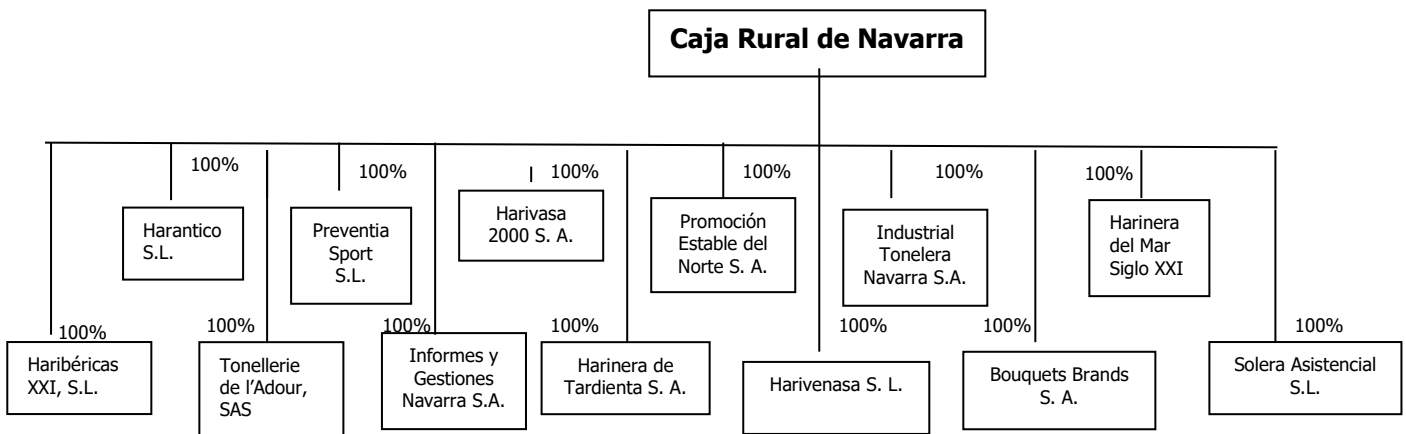 Caja Rural de Navarra
100%
100%
100%
100%
100%
100%
Harantico
S.L.
Preventia
Sport
S.L.
Harivasa
2000 S. A.
Promoción
Estable del
Norte S. A.
Industrial
Tonelera
Navarra S.A.
Harinera
del Mar
Siglo XXI
100%
100%
100%
100%
100%
100%
100%
Haribéricas
XXI, S.L.
Tonellerie
de l’Adour,
SAS
Informes y
Gestiones
Navarra S.A.
Harinera de
Tardienta S. A.
Harivenasa S. L.
Bouquets Brands
S. A.
Solera Asistencial
S.L.